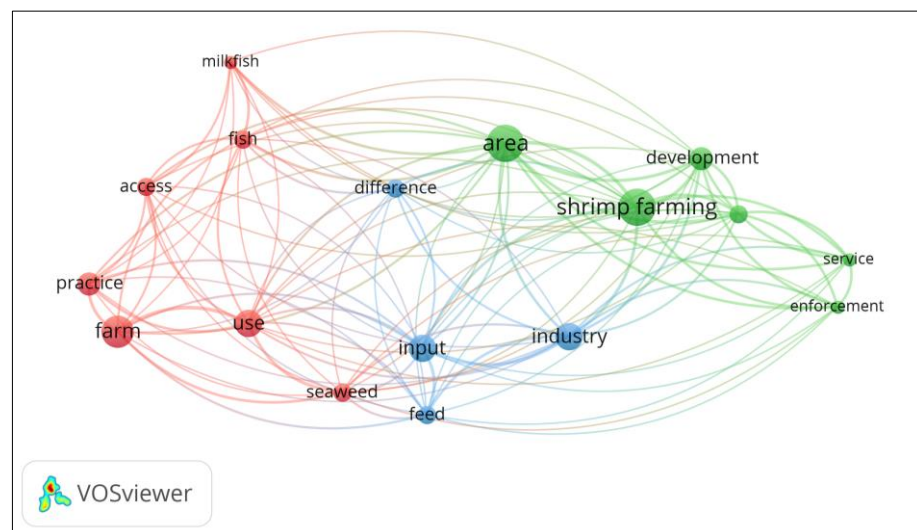 milkfish
fish
area
development
access
difference
shrimp farming
service
practice
enforcement
farm
use
input
industry
seaweed
feed
VOSviewer